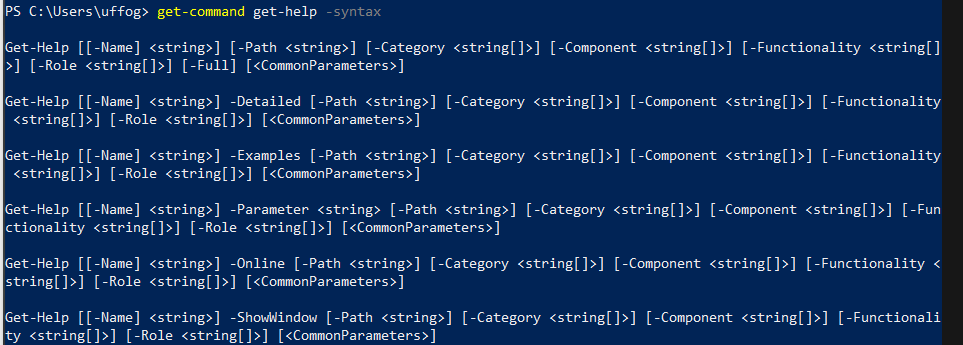 PS C:\Users\uffog> get-command get-help -syntax
Get-Help [[-Name] <string>] [-Path <string>] [-Category <string[]>] [-Component <string[]>] [-Functionality <string[]
>] [-Role <string[]>] [-Full] [<CommonParameters>]
Get-Help [[-Name] <string>] -Detailed [-Path <string>] [-Category <string[]>] [-Component <string[]>] [-Functionality
 <string[]>] [-Role <string[]>] [<CommonParameters>]
Get-Help [[-Name] <string>] -Examples [-Path <string>] [-Category <string[]>] [-Component <string[]>] [-Functionality
 <string[]>] [-Role <string[]>] [<CommonParameters>]
Get-Help [[-Name] <string>] -Parameter <string> [-Path <string>] [-Category <string[]>] [-Component <string[]>] [-Fun
ctionality <string[]>] [-Role <string[]>] [<CommonParameters>]
Get-Help [[-Name] <string>] -Online [-Path <string>] [-Category <string[]>] [-Component <string[]>] [-Functionality <
string[]>] [-Role <string[]>] [<CommonParameters>]
Get-Help [[-Name] <string>] -ShowWindow [-Path <string>] [-Category <string[]>] [-Component <string[]>] [-Functionali
ty <string[]>] [-Role <string[]>] [<CommonParameters>]